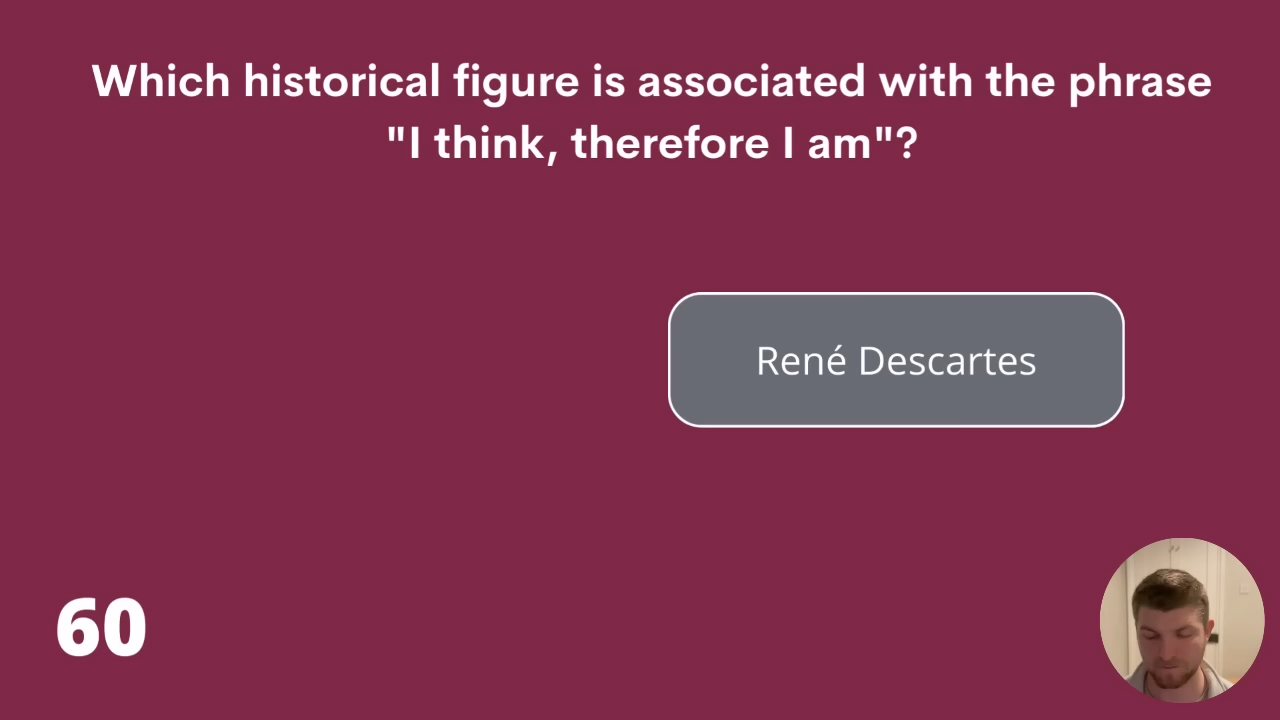 Which historical figure is associated with the phrase
"I think, therefore I am"?
René Descartes
60